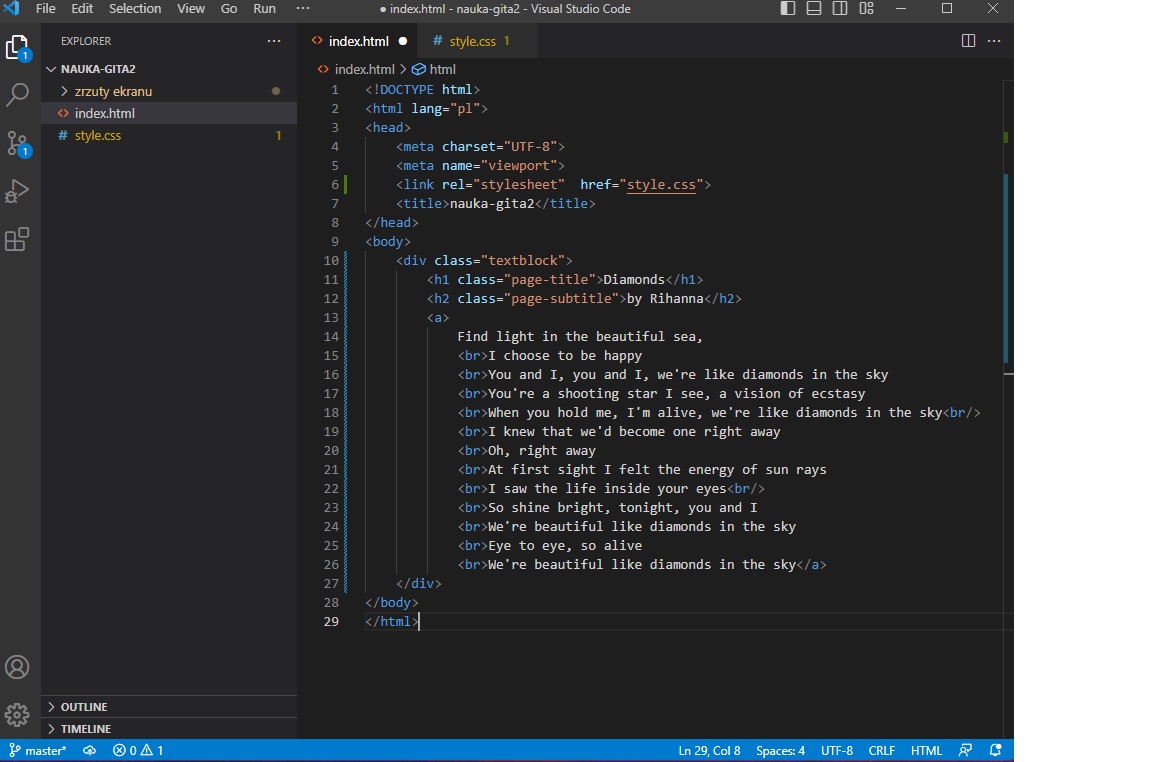 File Edit Selection View Go Run ··· ● index.html - nauka-gita2 - Visual Studio Code
EXPLORER ···
NAUKA-GITA2
zrzuty ekranu
index.html
style.css 1
1
1
index.html
style.css 1
index.html > html
1 <!DOCTYPE html>
2 <html lang="pl">
3 <head>
4 <meta charset="UTF-8">
5 <meta name="viewport">
6 <link rel="stylesheet"  href="style.css">
7 <title>nauka-gita2</title>
8 </head>
9 <body>
10 <div class="textblock">
11 <h1 class="page-title">Diamonds</h1>
12 <h2 class="page-subtitle">by Rihanna</h2>
13 <a>
14 Find light in the beautiful sea,
15 <br>I choose to be happy
16 <br>You and I, you and I, we're like diamonds in the sky
17 <br>You're a shooting star I see, a vision of ecstasy
18 <br>When you hold me, I'm alive, we're like diamonds in the sky<br/>
19 <br>I knew that we'd become one right away
20 <br>Oh, right away
21 <br>At first sight I felt the energy of sun rays
22 <br>I saw the life inside your eyes<br/>
23 <br>So shine bright, tonight, you and I
24 <br>We're beautiful like diamonds in the sky
25 <br>Eye to eye, so alive
26 <br>We're beautiful like diamonds in the sky</a>
27 </div>
28 </body>
29 </html>
OUTLINE
TIMELINE
master* 0 1 Ln 29, Col 8 Spaces: 4 UTF-8 CRLF HTML